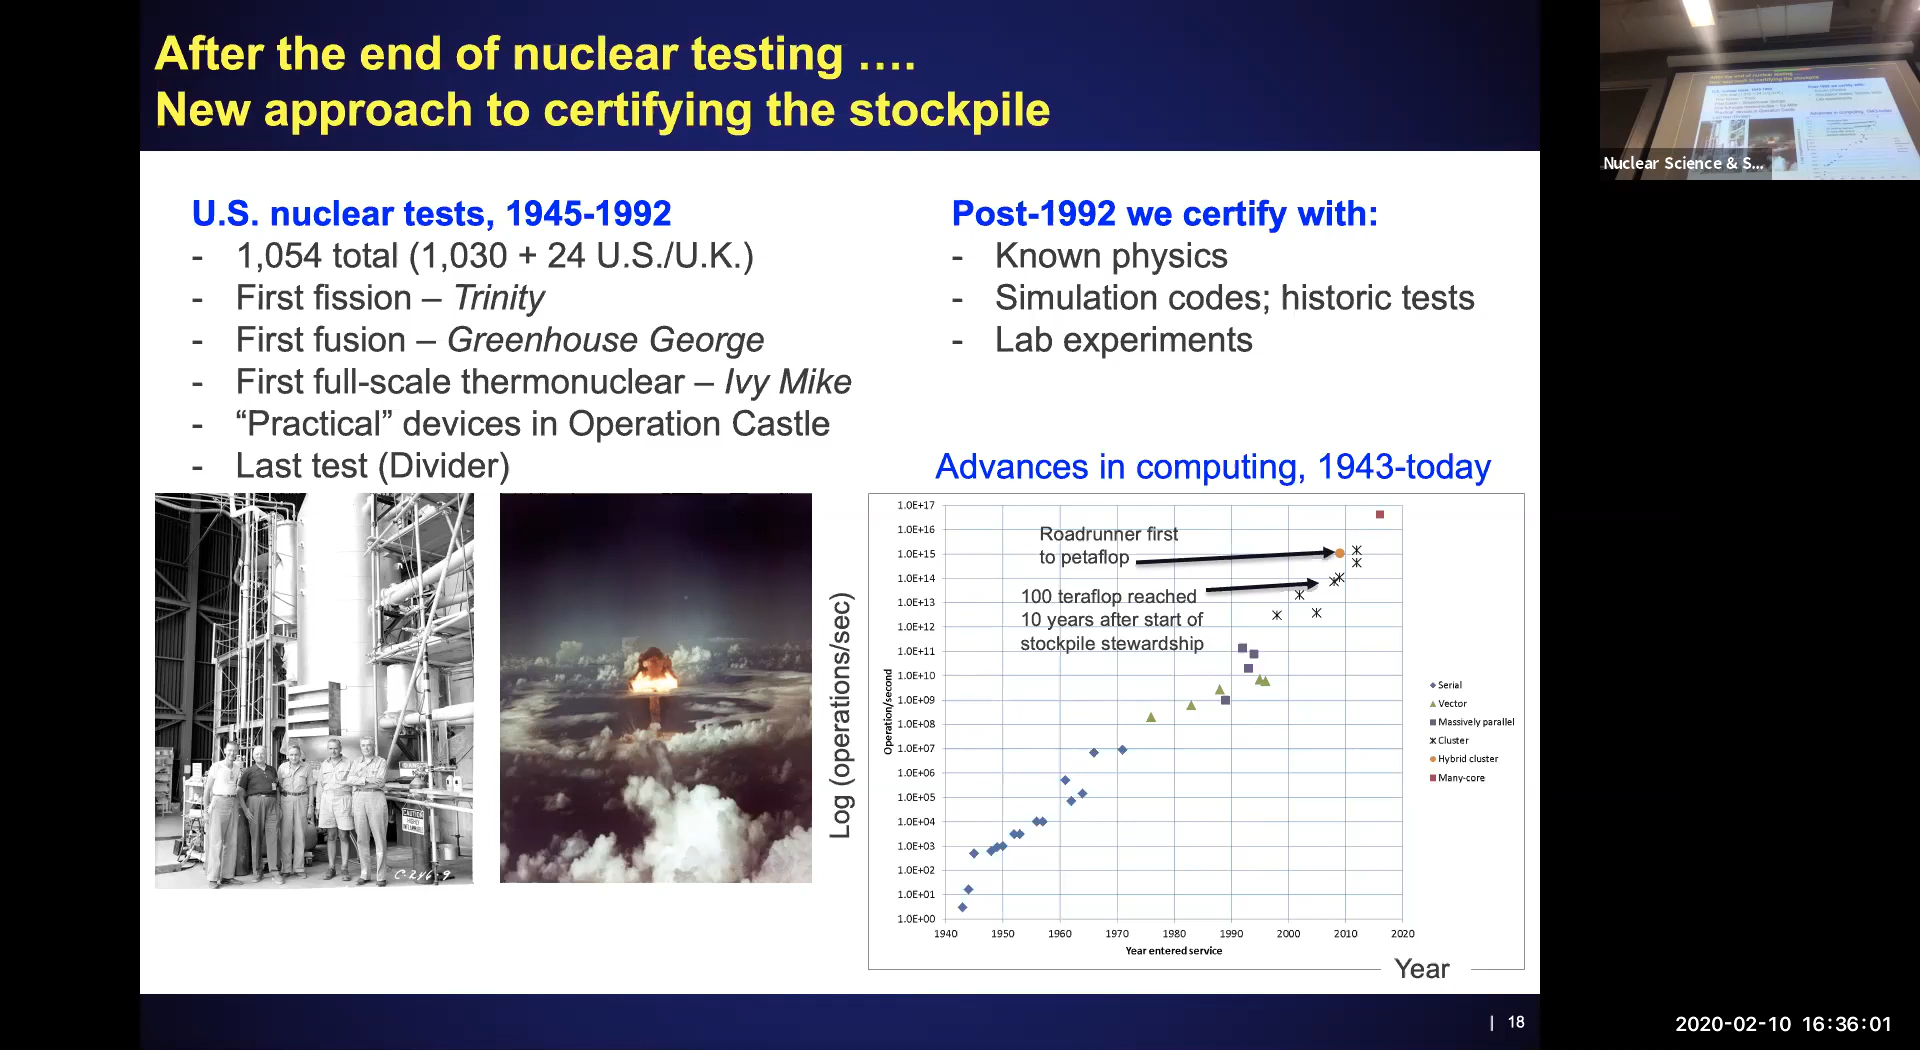 After the end of nuclear testing ….
New approach to certifying the stockpile
U.S. nuclear tests, 1945-1992
- 1,054 total (1,030 + 24 U.S./U.K.)
- First fission – Trinity
- First fusion – Greenhouse George
- First full-scale thermonuclear – Ivy Mike
- “Practical” devices in Operation Castle
- Last test (Divider)
Post-1992 we certify with:
- Known physics
- Simulation codes; historic tests
- Lab experiments
C-246-9
CAUTION
Advances in computing, 1943-today
Log (operations/sec)
Operation/second
1.0E+17
1.0E+16
1.0E+15
1.0E+14
1.0E+13
1.0E+12
1.0E+11
1.0E+10
1.0E+09
1.0E+08
1.0E+07
1.0E+06
1.0E+05
1.0E+04
1.0E+03
1.0E+02
1.0E+01
1.0E+00
Roadrunner first
to petaflop
100 teraflop reached
10 years after start of
stockpile stewardship
1940 1950 1960 1970 1980 1990 2000 2010 2020
Year entered service
Year
Serial
Vector
Massively parallel
Cluster
Hybrid cluster
Many-core
| 18
Nuclear Science & S...
2020-02-10 16:36:01